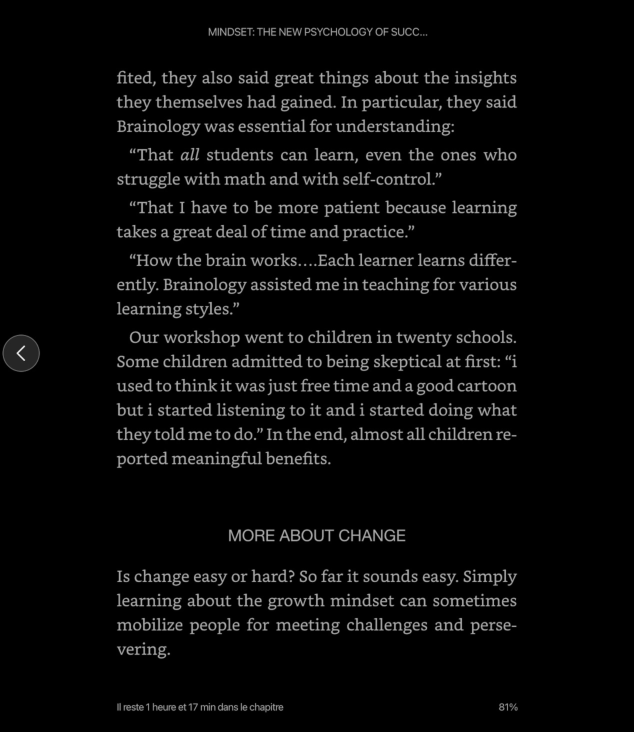 MINDSET: THE NEW PSYCHOLOGY OF SUCC...
fited, they also said great things about the insights
they themselves had gained. In particular, they said
Brainology was essential for understanding:
“That all students can learn, even the ones who
struggle with math and with self-control.”
“That I have to be more patient because learning
takes a great deal of time and practice.”
“How the brain works....Each learner learns differ-
ently. Brainology assisted me in teaching for various
learning styles.”
Our workshop went to children in twenty schools.
Some children admitted to being skeptical at first: “i
used to think it was just free time and a good cartoon
but i started listening to it and i started doing what
they told me to do.” In the end, almost all children re-
ported meaningful benefits.
MORE ABOUT CHANGE
Is change easy or hard? So far it sounds easy. Simply
learning about the growth mindset can sometimes
mobilize people for meeting challenges and perse-
vering.
Il reste 1 heure et 17 min dans le chapitre
81%